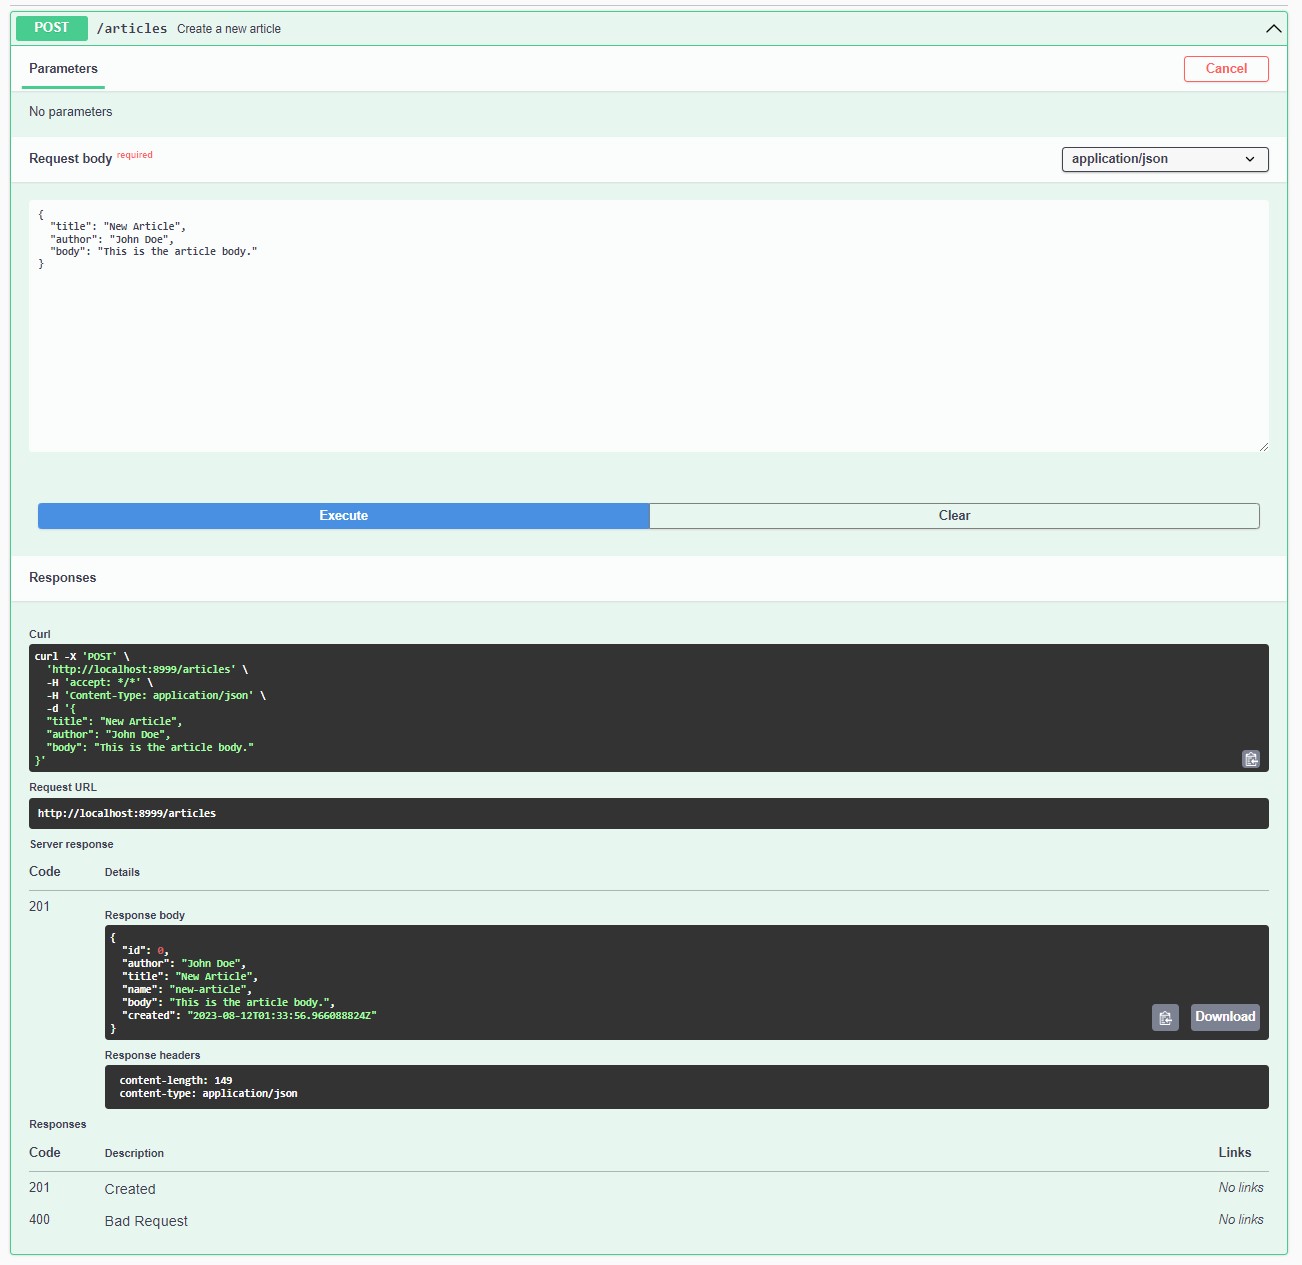 POST /articles Create a new article
Parameters
Cancel
No parameters
Request body required
application/json
{
  "title": "New Article",
  "author": "John Doe",
  "body": "This is the article body."
}
Execute
Clear
Responses
Curl
curl -X 'POST' \
  'http://localhost:8999/articles' \
  -H 'accept: */*' \
  -H 'Content-Type: application/json' \
  -d '{
  "title": "New Article",
  "author": "John Doe",
  "body": "This is the article body."
}'
Request URL
http://localhost:8999/articles
Server response
Code Details
201
Response body
{
  "id": 0,
  "author": "John Doe",
  "title": "New Article",
  "name": "new-article",
  "body": "This is the article body.",
  "created": "2023-08-12T01:33:56.966088824Z"
}
Download
Response headers
content-length: 149
content-type: application/json
Responses
Code Description Links
201 Created No links
400 Bad Request No links